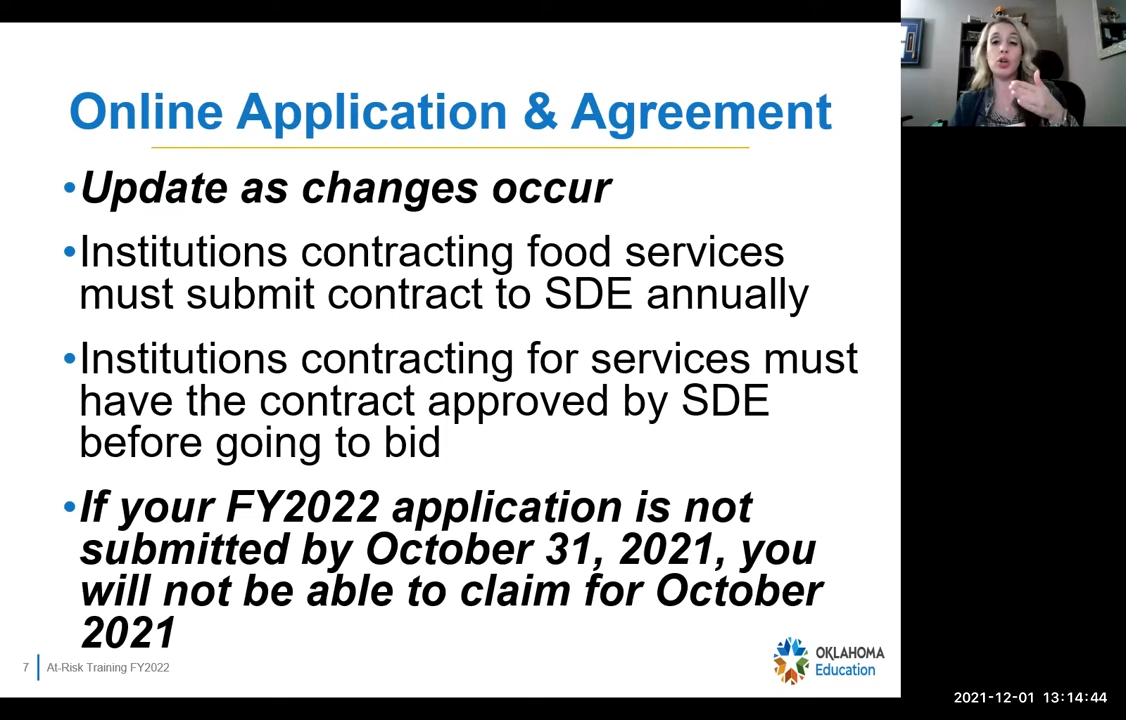 Online Application & Agreement
•Update as changes occur
•Institutions contracting food services
must submit contract to SDE annually
•Institutions contracting for services must
have the contract approved by SDE
before going to bid
•If your FY2022 application is not
submitted by October 31, 2021, you
will not be able to claim for October
2021
7
At-Risk Training FY2022
OKLAHOMA
Education
2021-12-01 13:14:44